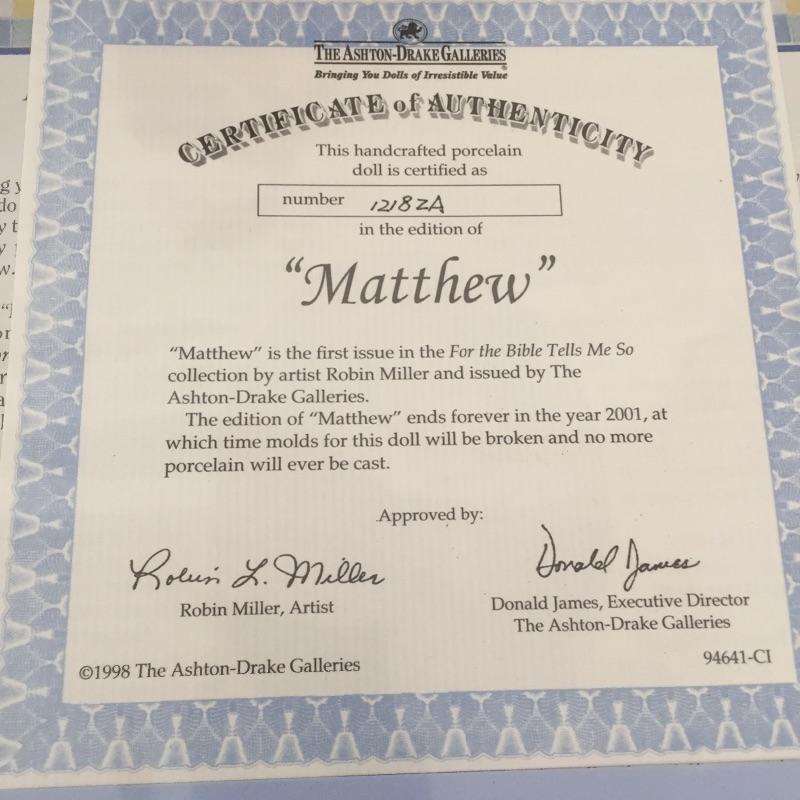 THE ASHTON-DRAKE GALLERIES
Bringing You Dolls of Irresistible Value®
CERTIFICATE of AUTHENTICITY
This handcrafted porcelain
doll is certified as
number 1218ZA
in the edition of
“Matthew”
“Matthew” is the first issue in the For the Bible Tells Me So
collection by artist Robin Miller and issued by The
Ashton-Drake Galleries.
The edition of “Matthew” ends forever in the year 2001, at
which time molds for this doll will be broken and no more
porcelain will ever be cast.
Approved by:
Robin L. Miller
Donald James
Robin Miller, Artist
Donald James, Executive Director
The Ashton-Drake Galleries
©1998 The Ashton-Drake Galleries
94641-CI